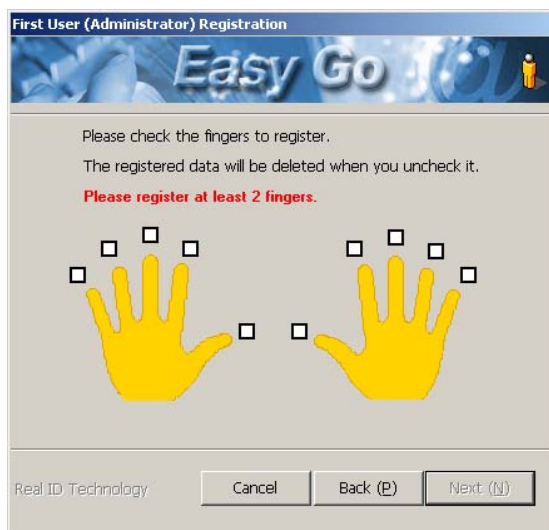 First User (Administrator) Registration
Easy Go
Please check the fingers to register.
The registered data will be deleted when you uncheck it.
Please register at least 2 fingers.
Real ID Technology
Cancel
Back (P)
Next (N)